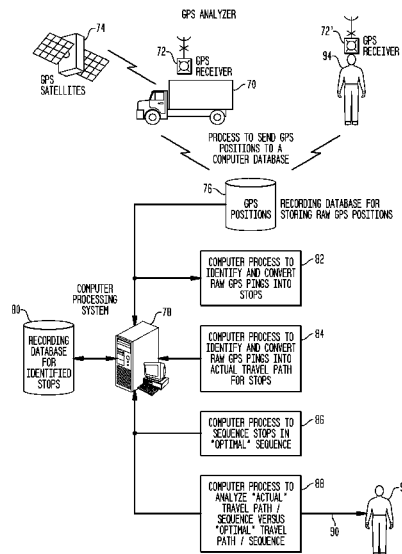 GPS ANALYZER
74
72
GPS
RECEIVER
72'
GPS
RECEIVER
94
GPS
SATELLITES
70
PROCESS TO SEND GPS
POSITIONS TO A
COMPUTER DATABASE
76
GPS
POSITIONS
RECORDING DATABASE FOR
STORING RAW GPS POSITIONS
82
COMPUTER PROCESS TO
IDENTIFY AND CONVERT
RAW GPS PINGS INTO
STOPS
COMPUTER
PROCESSING
SYSTEM
80
78
RECORDING
DATABASE
FOR
IDENTIFIED
STOPS
84
COMPUTER PROCESS TO
IDENTIFY AND CONVERT
RAW GPS PINGS INTO
ACTUAL TRAVEL PATH
FOR STOPS
86
COMPUTER PROCESS TO
SEQUENCE STOPS IN
"OPTIMAL" SEQUENCE
88
COMPUTER PROCESS TO
ANALYZE "ACTUAL"
TRAVEL PATH /
SEQUENCE VERSUS
"OPTIMAL" TRAVEL
PATH / SEQUENCE
90